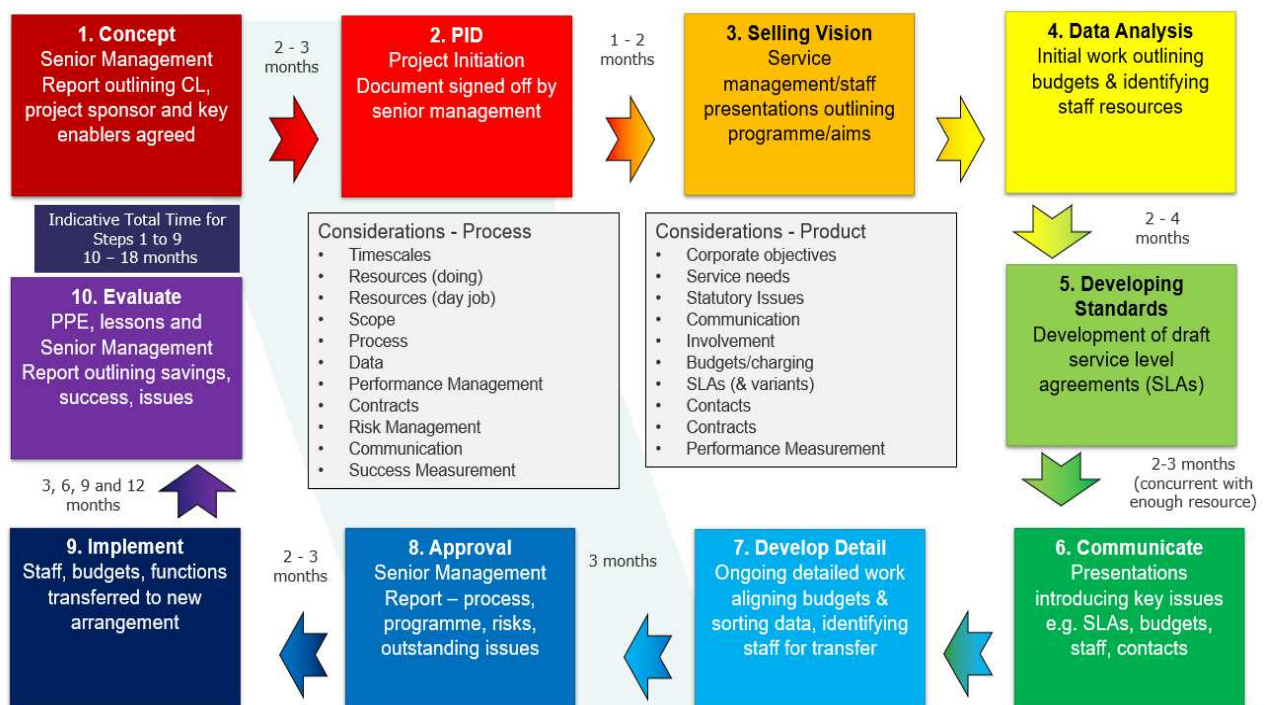 1. Concept
Senior Management
Report outlining CL,
project sponsor and key
enablers agreed
2 - 3
months
2. PID
Project Initiation
Document signed off by
senior management
1 - 2
months
3. Selling Vision
Service
management/staff
presentations outlining
programme/aims
4. Data Analysis
Initial work outlining
budgets & identifying
staff resources
2 - 4
months
5. Developing
Standards
Development of draft
service level
agreements (SLAs)
2-3 months
(concurrent with
enough resource)
6. Communicate
Presentations
introducing key issues
e.g. SLAs, budgets,
staff, contacts
7. Develop Detail
Ongoing detailed work
aligning budgets &
sorting data, identifying
staff for transfer
3 months
8. Approval
Senior Management
Report – process,
programme, risks,
outstanding issues
2 - 3
months
9. Implement
Staff, budgets, functions
transferred to new
arrangement
3, 6, 9 and 12
months
10. Evaluate
PPE, lessons and
Senior Management
Report outlining savings,
success, issues
Indicative Total Time for
Steps 1 to 9
10 – 18 months
Considerations - Process
• Timescales
• Resources (doing)
• Resources (day job)
• Scope
• Process
• Data
• Performance Management
• Contracts
• Risk Management
• Communication
• Success Measurement
Considerations - Product
• Corporate objectives
• Service needs
• Statutory Issues
• Communication
• Involvement
• Budgets/charging
• SLAs (& variants)
• Contacts
• Contracts
• Performance Measurement